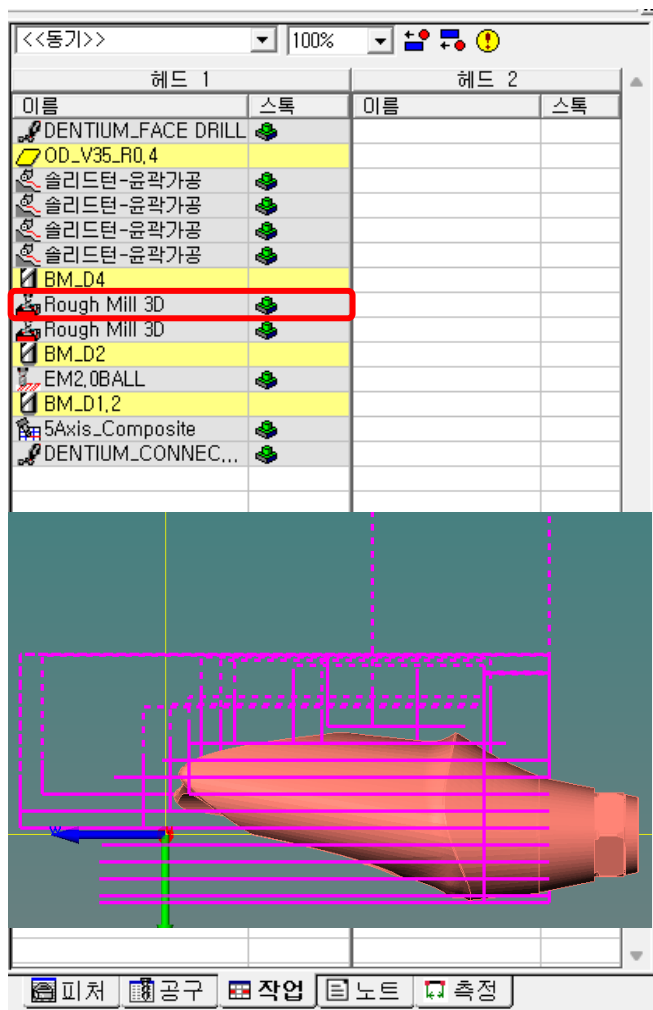 <<동기>> 100%
헤드 1 헤드 2
이름 스톡 이름 스톡
DENTIUM_FACE DRILL
OD_V35_R0,4
솔리드턴-윤곽가공
솔리드턴-윤곽가공
솔리드턴-윤곽가공
솔리드턴-윤곽가공
BM_D4
Rough Mill 3D
Rough Mill 3D
BM_D2
EM2,0BALL
BM_D1,2
5Axis_Composite
DENTIUM_CONNEC...
W
피처 공구 작업 노트 측정